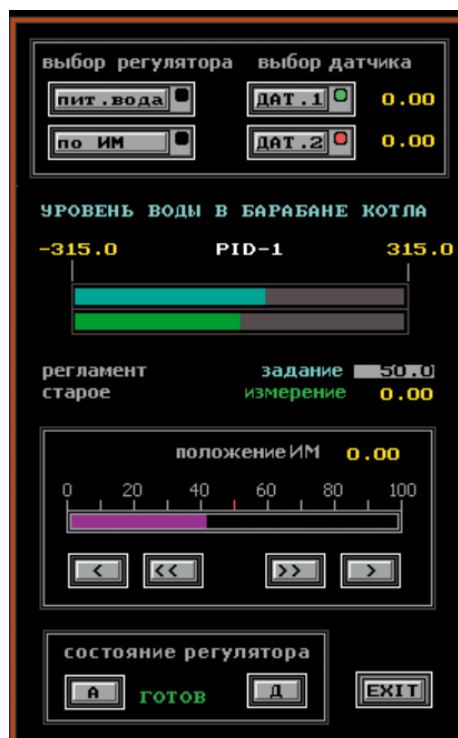 выбор регулятора выбор датчика
пит.вода ДАТ.1 0.00
по ИМ ДАТ.2 0.00
УРОВЕНЬ ВОДЫ В БАРАБАНЕ КОТЛА
-315.0 PID-1 315.0
регламент задание 50.0
старое измерение 0.00
положение ИМ 0.00
0 20 40 60 80 100
< << >> >
состояние регулятора
А ГОТОВ Д EXIT